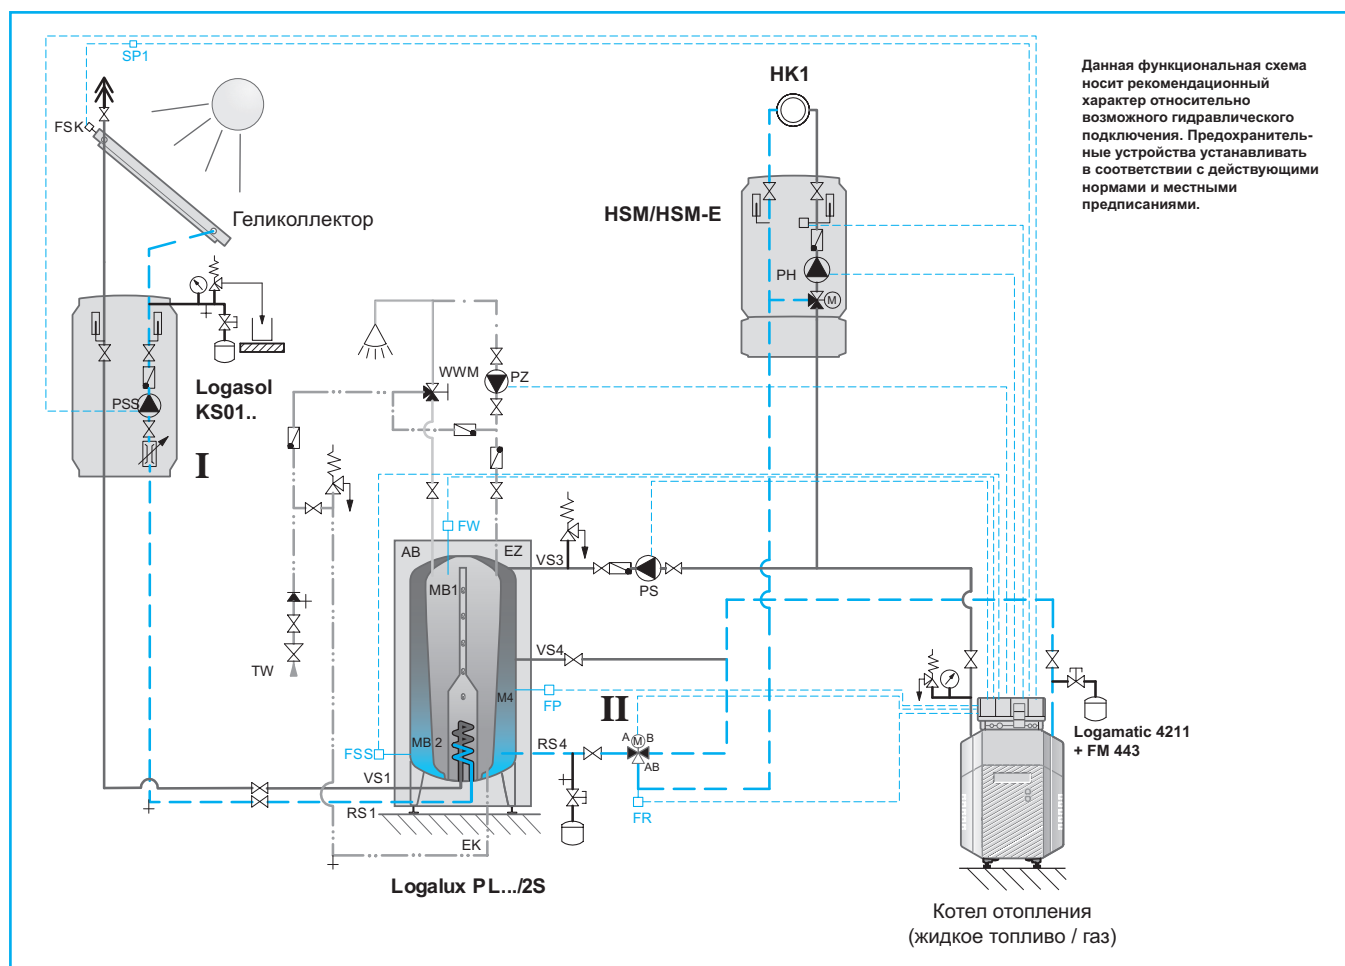 SP1
FSK
Геликоллектор
HK1
HSM/HSM-E
PH
M
Данная функциональная схема
носит рекомендационный
характер относительно
возможного гидравлического
подключения. Предохранитель-
ные устройства устанавливать
в соответствии с действующими
нормами и местными
предписаниями.
Logasol
KS01..
PSS
I
WWM
PZ
TW
FW
AB
EZ
VS3
MB1
PS
VS4
M4
FP
II
MB 2
FSS
RS4
A
M
B
AB
VS1
RS1
FR
EK
Logalux PL.../2S
Logamatic 4211
+ FM 443
Котел отопления
(жидкое топливо / газ)